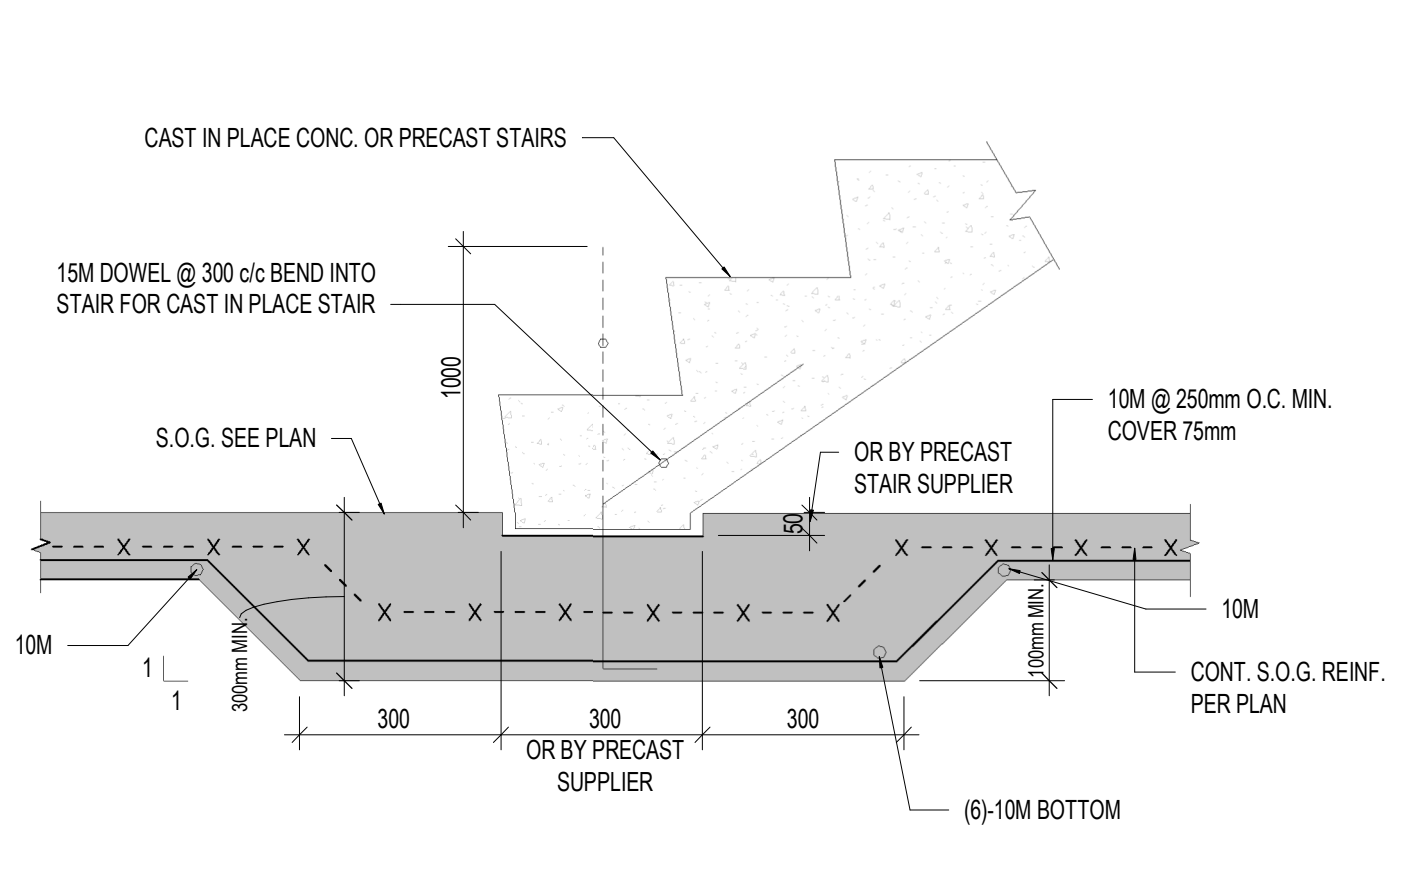 CAST IN PLACE CONC. OR PRECAST STAIRS
15M DOWEL @ 300 c/c BEND INTO
STAIR FOR CAST IN PLACE STAIR
1000
S.O.G. SEE PLAN
10M @ 250mm O.C. MIN.
COVER 75mm
OR BY PRECAST
STAIR SUPPLIER
50
X X X X X X X
X X X X X X
10M
10M
300mm MIN.
100mm MIN.
1
1
CONT. S.O.G. REINF.
PER PLAN
300
300
300
OR BY PRECAST
SUPPLIER
(6)-10M BOTTOM